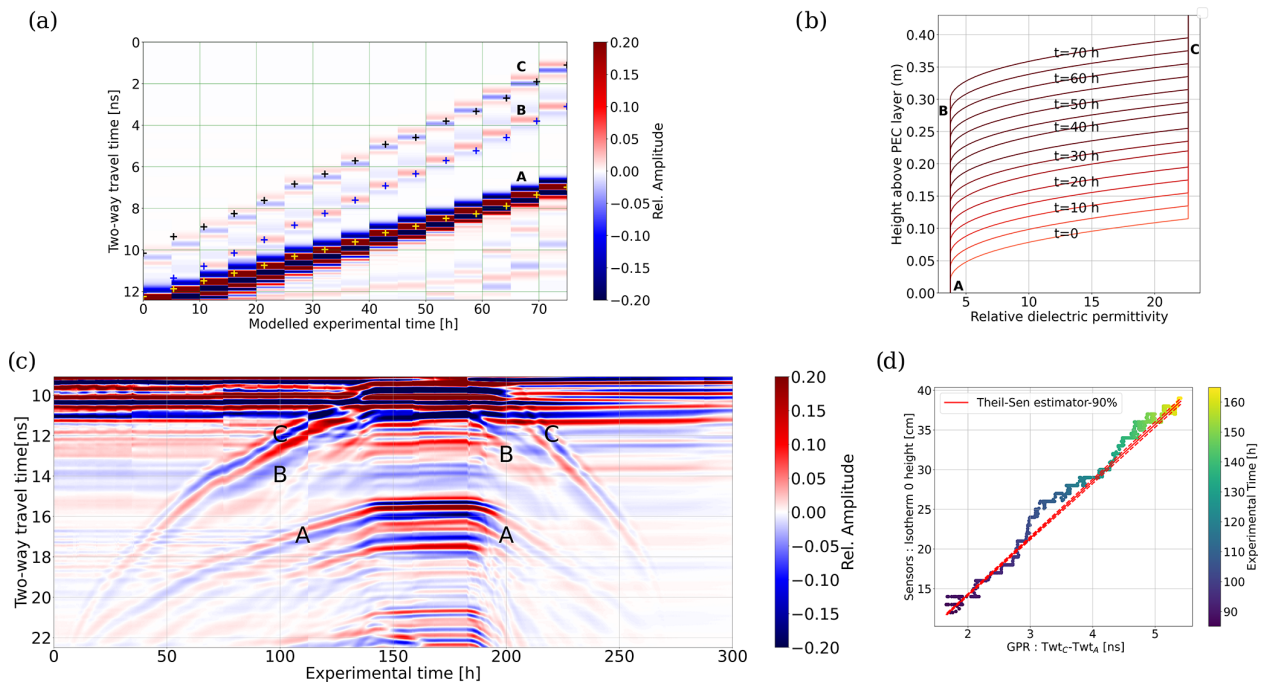 (a)
0
2
4
6
8
10
12
Two-way travel time [ns]
0 10 20 30 40 50 60 70
Modelled experimental time [h]
C
B
A
0.20
0.15
0.10
0.05
0.00
−0.05
−0.10
−0.15
−0.20
Rel. Amplitude
(b)
0.40
0.35
0.30
0.25
0.20
0.15
0.10
0.05
0.00
Height above PEC layer (m)
t=70 h
t=60 h
t=50 h
t=40 h
t=30 h
t=20 h
t=10 h
t=0
C
B
A
5 10 15 20
Relative dielectric permittivity
(c)
10
12
14
16
18
20
22
Two-way travel time[ns]
C
B
A
C
B
A
0 50 100 150 200 250 300
Experimental time [h]
0.20
0.15
0.10
0.05
0.00
−0.05
−0.10
−0.15
−0.20
Rel. Amplitude
(d)
40
35
30
25
20
15
Sensors : Isotherm 0 height [cm]
Theil-Sen estimator-90%
2 3 4 5
GPR : Twt_C-Twt_A [ns]
160
150
140
130
120
110
100
90
Experimental Time [h]